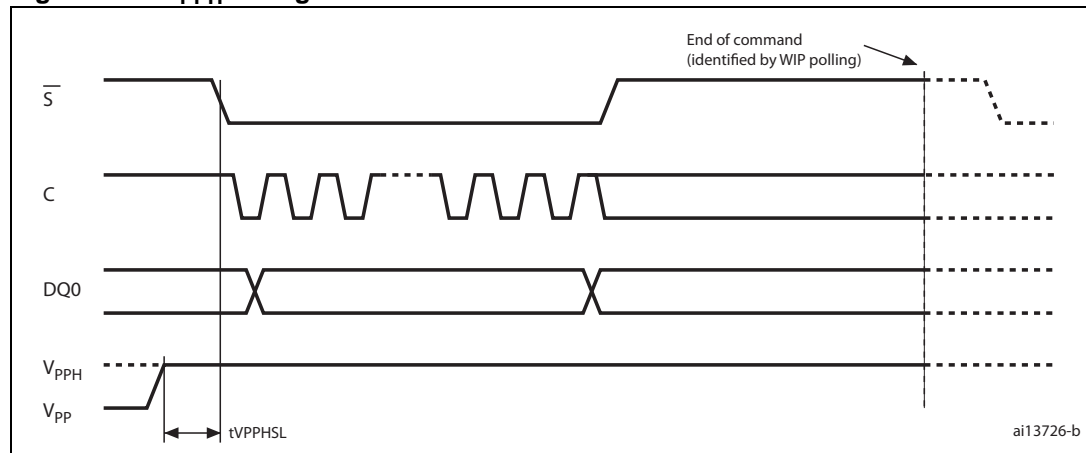 End of command
(identified by WIP polling)
S
C
DQ0
VPPH
VPP
tVPPHSL
ai13726-b